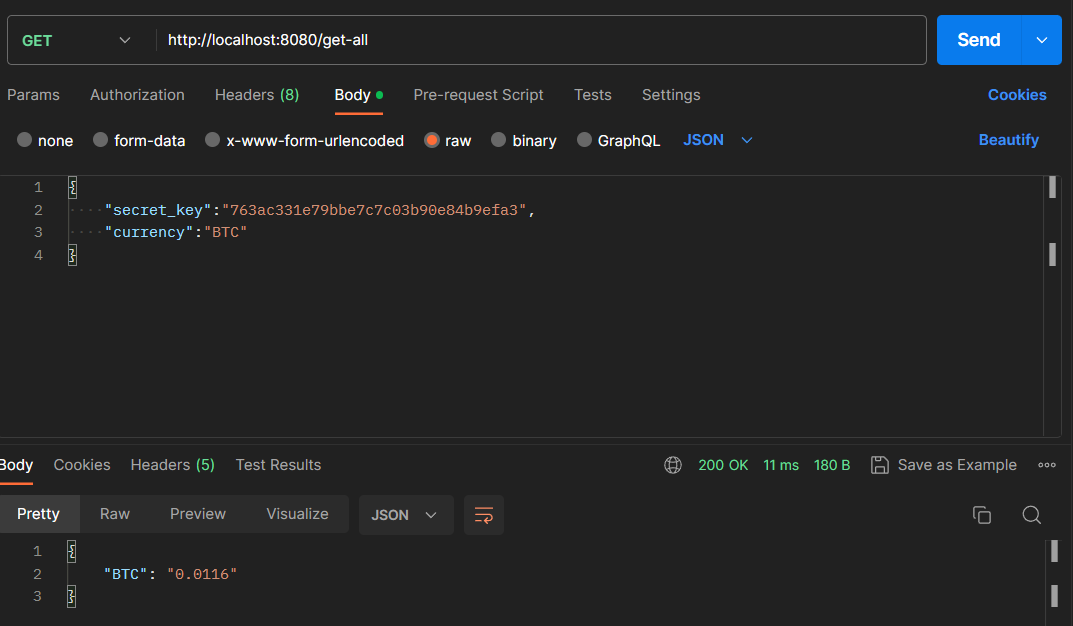 GET http://localhost:8080/get-all Send
Params Authorization Headers (8) Body Pre-request Script Tests Settings Cookies
none form-data x-www-form-urlencoded raw binary GraphQL JSON Beautify
1 {
2 "secret_key":"763ac331e79bbe7c7c03b90e84b9efa3",
3 "currency":"BTC"
4 }
Body Cookies Headers (5) Test Results 200 OK 11 ms 180 B Save as Example
Pretty Raw Preview Visualize JSON
1 {
2 "BTC": "0.0116"
3 }